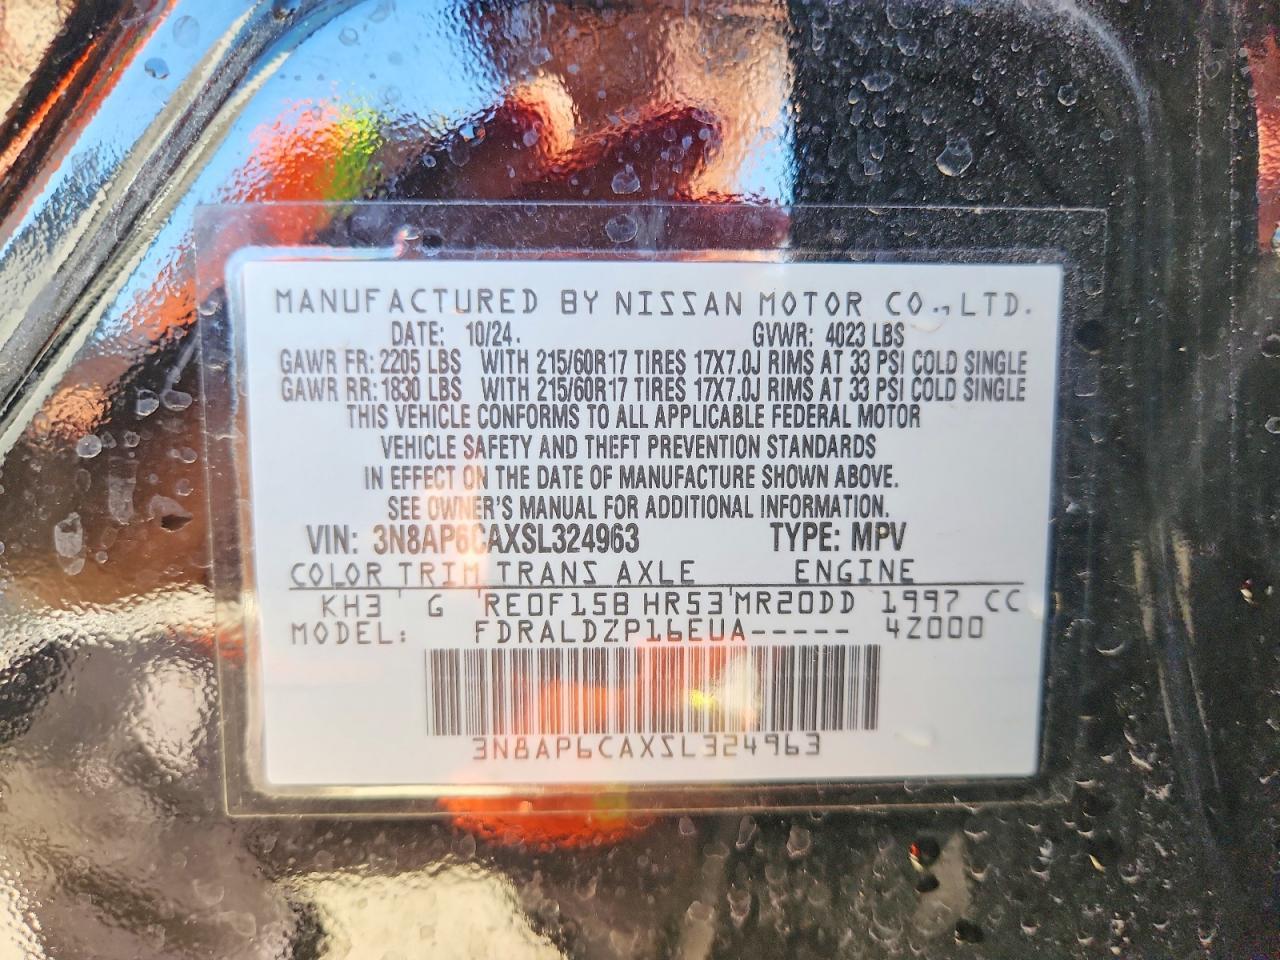 MANUFACTURED BY NISSAN MOTOR CO., LTD.
DATE: 10/24. GVWR: 4023 LBS
GAWR FR: 2205 LBS WITH 215/60R17 TIRES 17X7.0J RIMS AT 33 PSI COLD SINGLE
GAWR RR: 1830 LBS WITH 215/60R17 TIRES 17X7.0J RIMS AT 33 PSI COLD SINGLE
THIS VEHICLE CONFORMS TO ALL APPLICABLE FEDERAL MOTOR
VEHICLE SAFETY AND THEFT PREVENTION STANDARDS
IN EFFECT ON THE DATE OF MANUFACTURE SHOWN ABOVE.
SEE OWNER'S MANUAL FOR ADDITIONAL INFORMATION.
VIN: 3N8AP6CAXSL324963 TYPE: MPV
COLOR TRIM TRANS AXLE ENGINE
KH3 ' G ' RE0F15B HR53'MR20DD 1997 CC
MODEL: FDRALDZP16EUA----- 4Z000
3N8AP6CAXSL324963